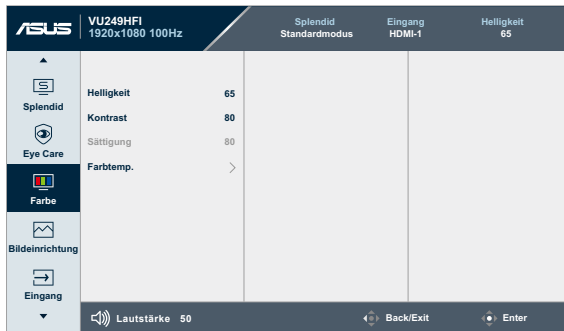 ASUS
VU249HFI
1920x1080 100Hz
Splendid
Standardmodus
Eingang
HDMI-1
Helligkeit
65
Splendid
Eye Care
Farbe
Bildeinrichtung
Eingang
Helligkeit 65
Kontrast 80
Sättigung 80
Farbtemp.
Lautstärke 50
Back/Exit
Enter